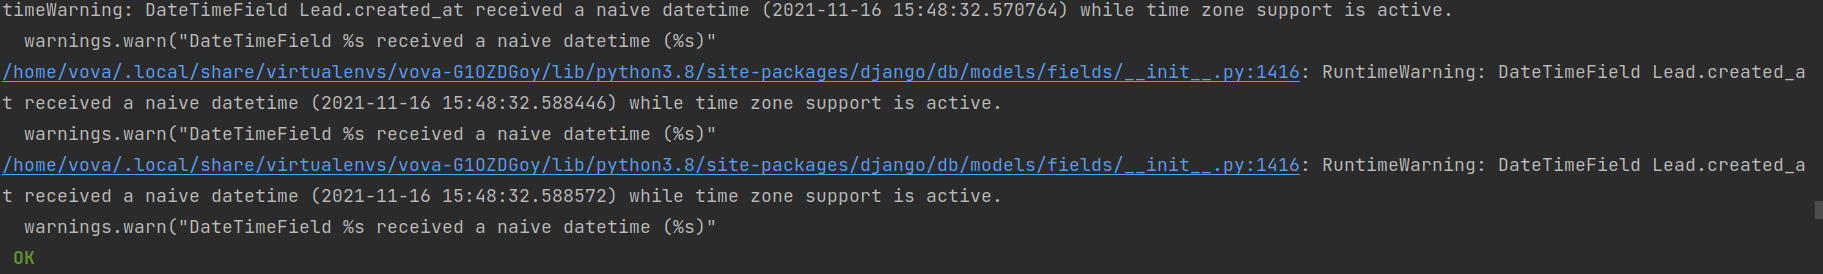 timeWarning: DateTimeField Lead.created_at received a naive datetime (2021-11-16 15:48:32.570764) while time zone support is active.
  warnings.warn("DateTimeField %s received a naive datetime (%s)"
/home/vova/.local/share/virtualenvs/vova-G1OZDGoy/lib/python3.8/site-packages/django/db/models/fields/__init__.py:1416: RuntimeWarning: DateTimeField Lead.created_a
t received a naive datetime (2021-11-16 15:48:32.588446) while time zone support is active.
  warnings.warn("DateTimeField %s received a naive datetime (%s)"
/home/vova/.local/share/virtualenvs/vova-G1OZDGoy/lib/python3.8/site-packages/django/db/models/fields/__init__.py:1416: RuntimeWarning: DateTimeField Lead.created_a
t received a naive datetime (2021-11-16 15:48:32.588572) while time zone support is active.
  warnings.warn("DateTimeField %s received a naive datetime (%s)"
 OK